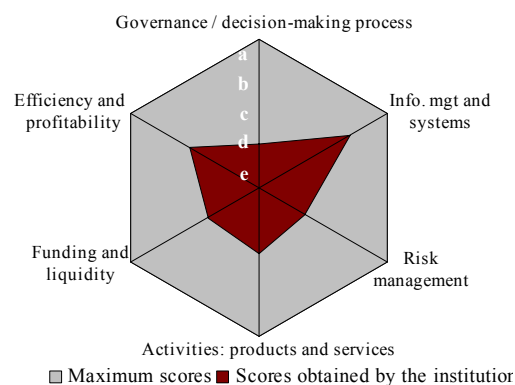 Governance / decision-making process
a
b
c
d
e
Efficiency and
profitability
Info. mgt and
systems
Funding and
liquidity
Risk
management
Activities: products and services
Maximum scores Scores obtained by the institution